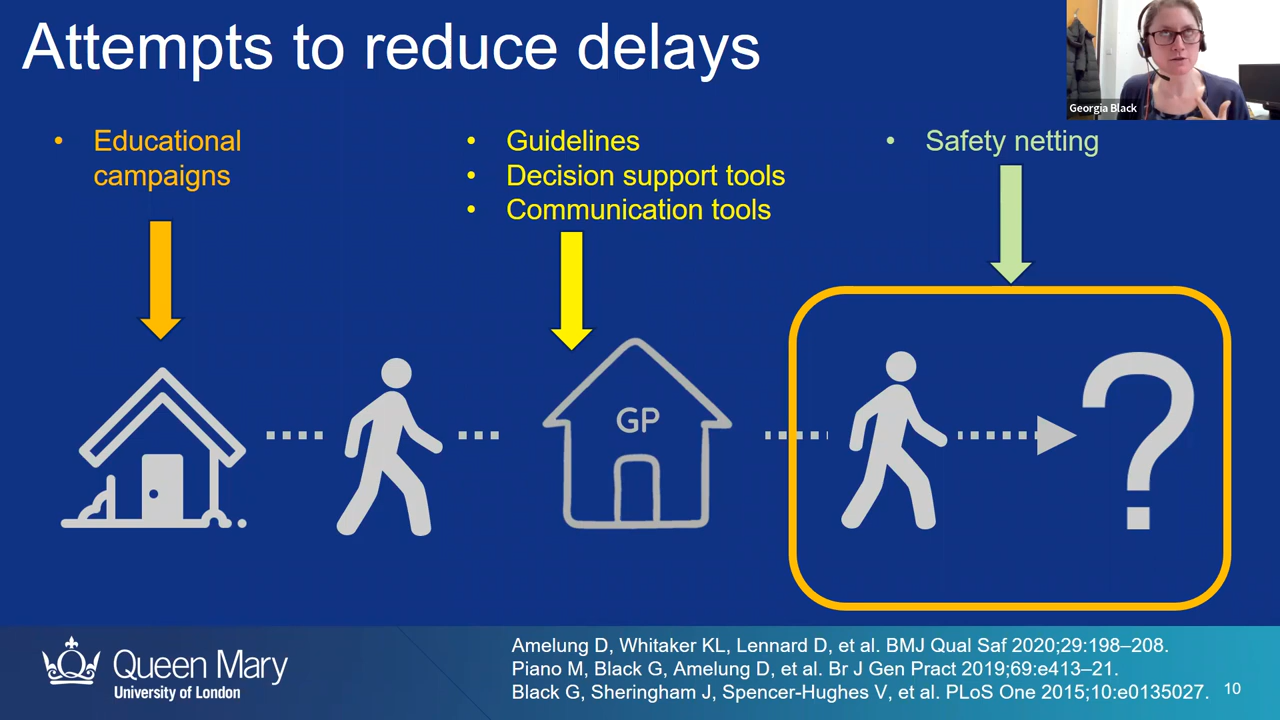 Attempts to reduce delays
Georgia Black
• Educational
campaigns
• Guidelines
• Decision support tools
• Communication tools
• Safety netting
GP
?
Queen Mary
University of London
Amelung D, Whitaker KL, Lennard D, et al. BMJ Qual Saf 2020;29:198–208.
Piano M, Black G, Amelung D, et al. Br J Gen Pract 2019;69:e413–21.
Black G, Sheringham J, Spencer-Hughes V, et al. PLoS One 2015;10:e0135027.
10